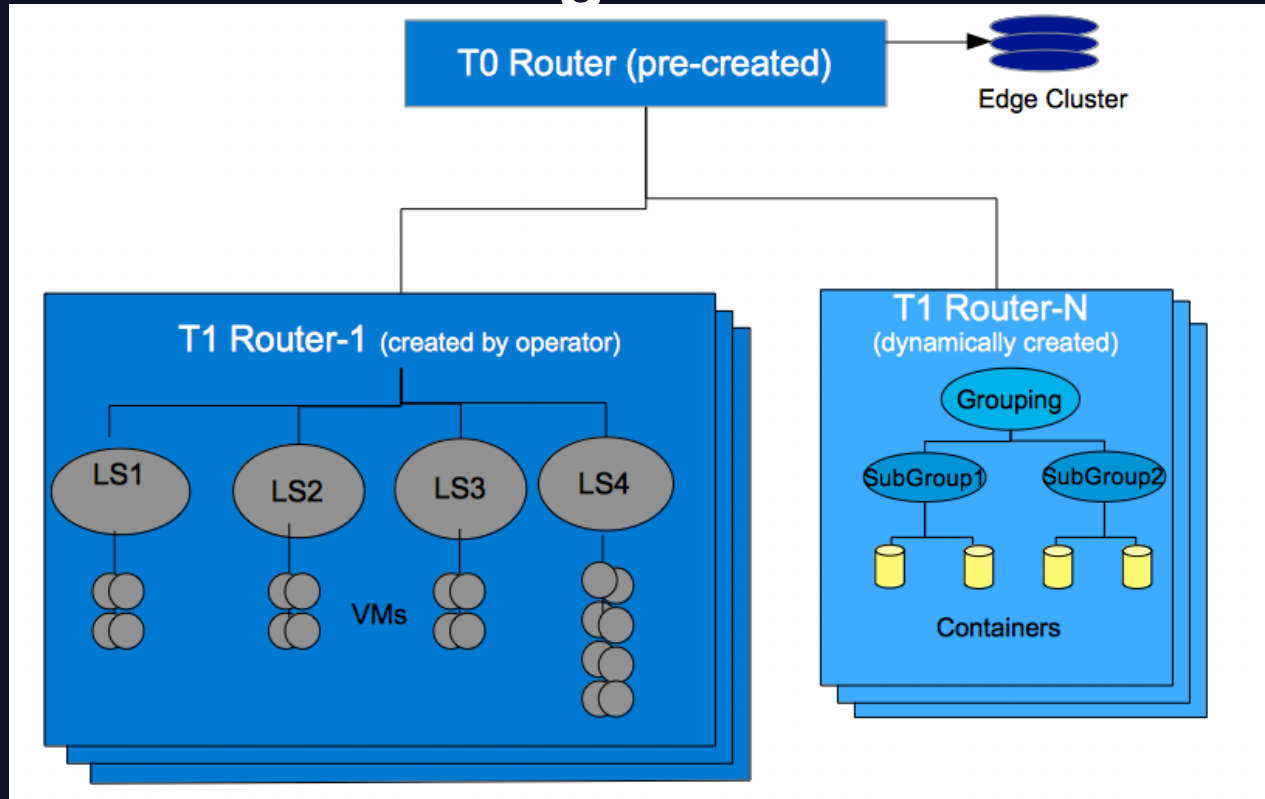 T0 Router (pre-created)
Edge Cluster
T1 Router-1 (created by operator)
LS1
LS2
LS3
LS4
VMs
T1 Router-N
(dynamically created)
Grouping
SubGroup1
SubGroup2
Containers